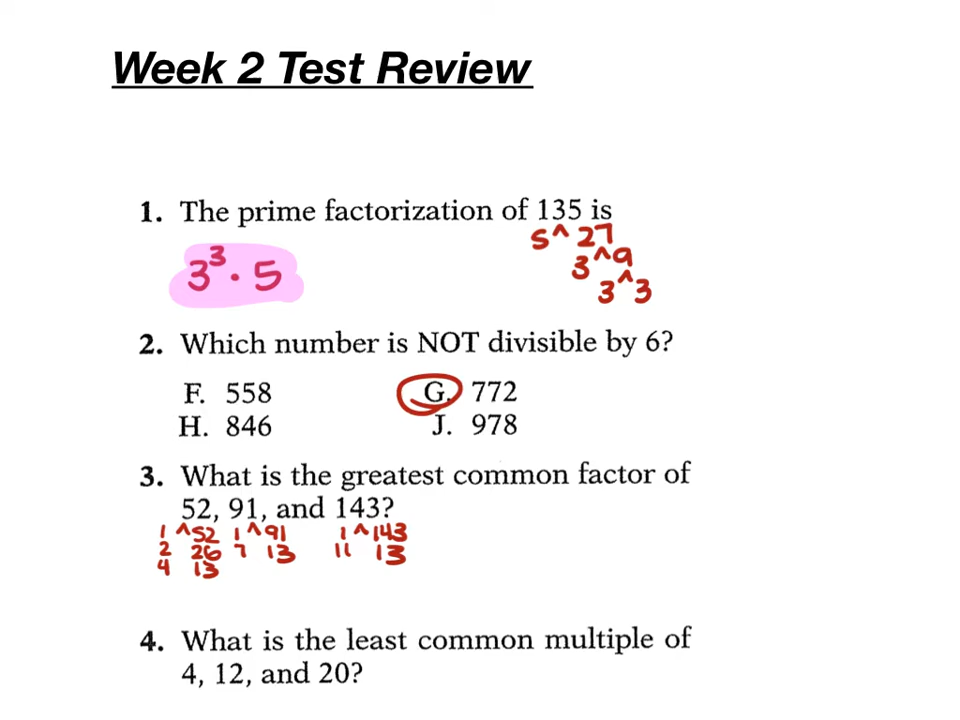 Week 2 Test Review
1. The prime factorization of 135 is
5 ^ 27
3 ^ 9
3 ^ 3
3³ · 5
2. Which number is NOT divisible by 6?
F. 558 G. 772
H. 846 J. 978
3. What is the greatest common factor of
52, 91, and 143?
1 ^ 52 1 ^ 91 1 ^ 143
2 26 7 13 11 13
4 13
4. What is the least common multiple of
4, 12, and 20?